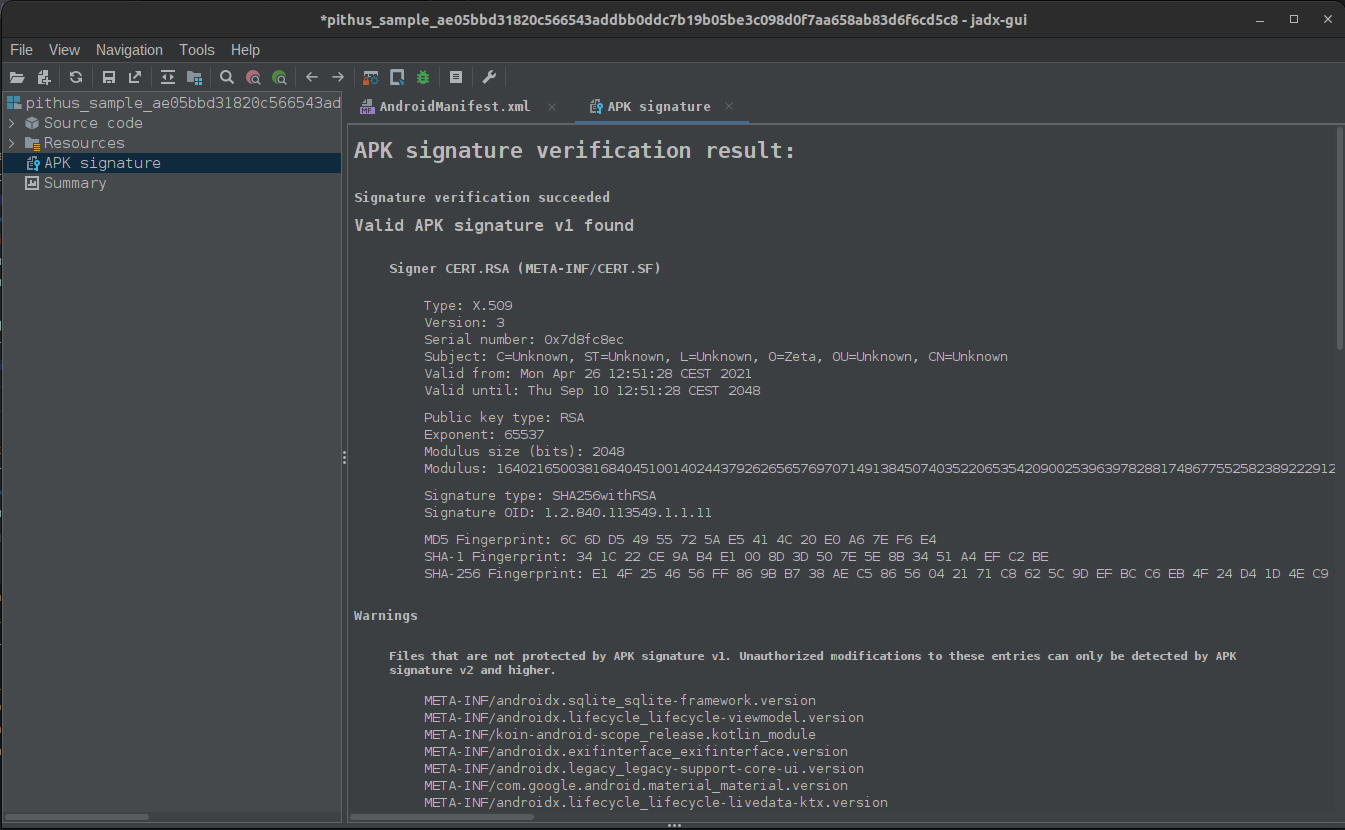 *pithus_sample_ae05bbd31820c566543addbb0ddc7b19b05be3c098d0f7aa658ab83d6f6cd5c8 - jadx-gui
File View Navigation Tools Help
pithus_sample_ae05bbd31820c566543ad
Source code
Resources
APK signature
Summary
AndroidManifest.xml
APK signature
APK signature verification result:
Signature verification succeeded
Valid APK signature v1 found
Signer CERT.RSA (META-INF/CERT.SF)
Type: X.509
Version: 3
Serial number: 0x7d8fc8ec
Subject: C=Unknown, ST=Unknown, L=Unknown, O=Zeta, OU=Unknown, CN=Unknown
Valid from: Mon Apr 26 12:51:28 CEST 2021
Valid until: Thu Sep 10 12:51:28 CEST 2048
Public key type: RSA
Exponent: 65537
Modulus size (bits): 2048
Modulus: 16402165003816840451001402443792626565769707149138450740352206535420900253963978288174867755258238922291​2
Signature type: SHA256withRSA
Signature OID: 1.2.840.113549.1.1.11
MD5 Fingerprint: 6C 6D D5 49 55 72 5A E5 41 4C 20 E0 A6 7E F6 E4
SHA-1 Fingerprint: 34 1C 22 CE 9A B4 E1 00 8D 3D 50 7E 5E 8B 34 51 A4 EF C2 BE
SHA-256 Fingerprint: E1 4F 25 46 56 FF 86 9B B7 38 AE C5 86 56 04 21 71 C8 62 5C 9D EF BC C6 EB 4F 24 D4 1D 4E C9
Warnings
Files that are not protected by APK signature v1. Unauthorized modifications to these entries can only be detected by APK
signature v2 and higher.
META-INF/androidx.sqlite_sqlite-framework.version
META-INF/androidx.lifecycle_lifecycle-viewmodel.version
META-INF/koin-android-scope_release.kotlin_module
META-INF/androidx.exifinterface_exifinterface.version
META-INF/androidx.legacy_legacy-support-core-ui.version
META-INF/com.google.android.material_material.version
META-INF/androidx.lifecycle_lifecycle-livedata-ktx.version